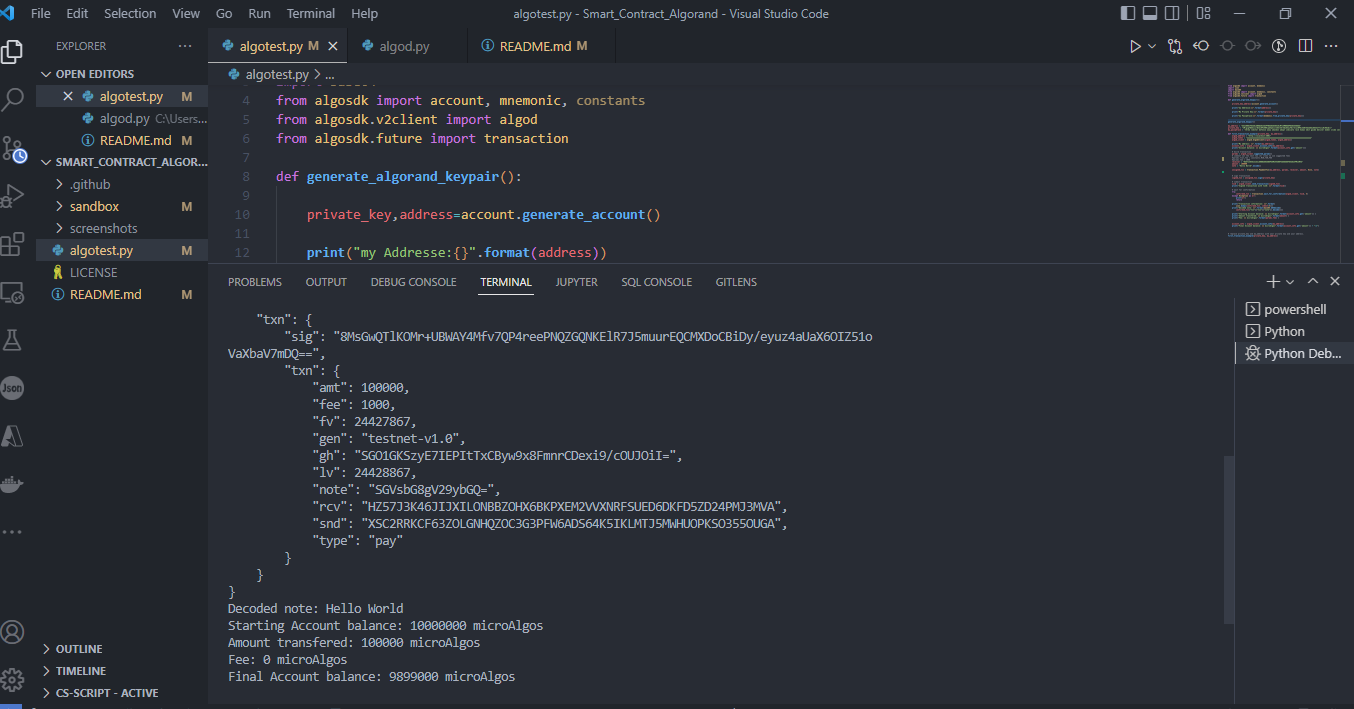 File Edit Selection View Go Run Terminal Help algotest.py - Smart_Contract_Algorand - Visual Studio Code
EXPLORER
OPEN EDITORS
algotest.py M
algod.py C:\Users...
README.md M
SMART_CONTRACT_ALGOR...
.github
sandbox M
screenshots
algotest.py M
LICENSE
README.md M
OUTLINE
TIMELINE
CS-SCRIPT - ACTIVE
Json
algotest.py M algod.py README.md M
algotest.py > ...
4 from algosdk import account, mnemonic, constants
5 from algosdk.v2client import algod
6 from algosdk.future import transaction
7
8 def generate_algorand_keypair():
9
10 private_key,address=account.generate_account()
11
12 print("my Addresse:{}".format(address))
PROBLEMS OUTPUT DEBUG CONSOLE TERMINAL JUPYTER SQL CONSOLE GITLENS
"txn": {
"sig": "8MsGwQTlKOMr+UBWAY4Mfv7QP4reePNQZGQNKElR7J5muurEQCMXDoCBiDy/eyuz4aUaX6OIZ51o
VaXbaV7mDQ==",
"txn": {
"amt": 100000,
"fee": 1000,
"fv": 24427867,
"gen": "testnet-v1.0",
"gh": "SGO1GKSzyE7IEPItTxCByw9x8FmnrCDexi9/cOUJOiI=",
"lv": 24428867,
"note": "SGVsbG8gV29ybGQ=",
"rcv": "HZ57J3K46JIJXILONBBZOHX6BKPXEM2VVXNRFSUED6DKFD5ZD24PMJ3MVA",
"snd": "XSC2RRKCF63ZOLGNHQZOC3G3PFW6ADS64K5IKLMTJ5MWHUOPKSO355OUGA",
"type": "pay"
}
}
}
Decoded note: Hello World
Starting Account balance: 10000000 microAlgos
Amount transfered: 100000 microAlgos
Fee: 0 microAlgos
Final Account balance: 9899000 microAlgos
powershell
Python
Python Deb...